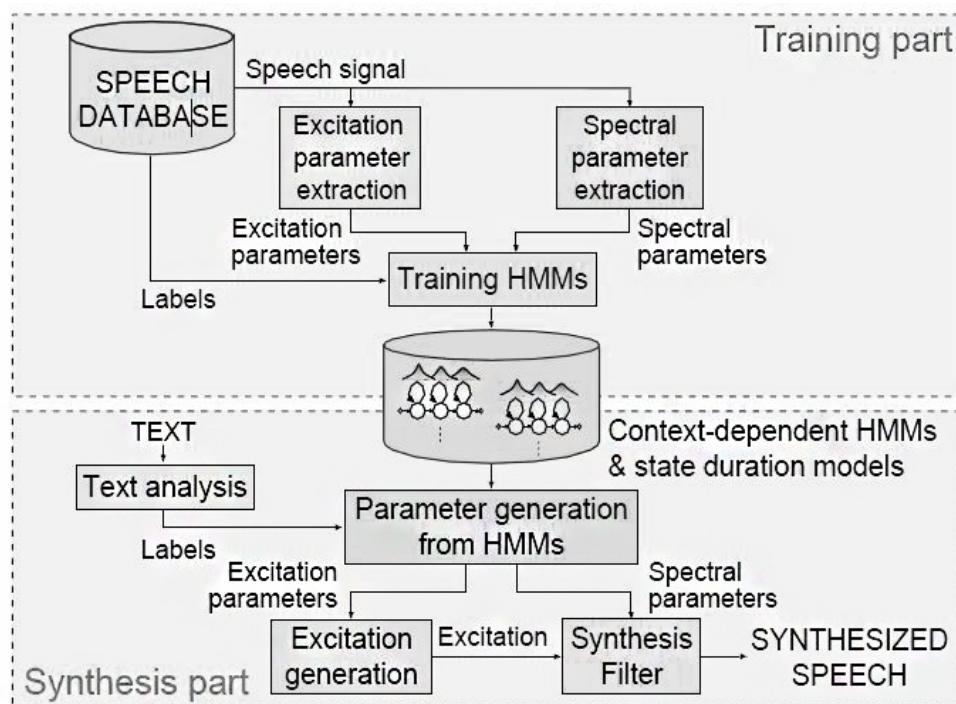 Training part
SPEECH
DATABASE
Speech signal
Excitation
parameter
extraction
Spectral
parameter
extraction
Excitation
parameters
Spectral
parameters
Training HMMs
Labels
TEXT
Text analysis
Context-dependent HMMs
& state duration models
Parameter generation
from HMMs
Labels
Excitation
parameters
Spectral
parameters
Excitation
generation
Excitation
Synthesis
Filter
SYNTHESIZED
SPEECH
Synthesis part